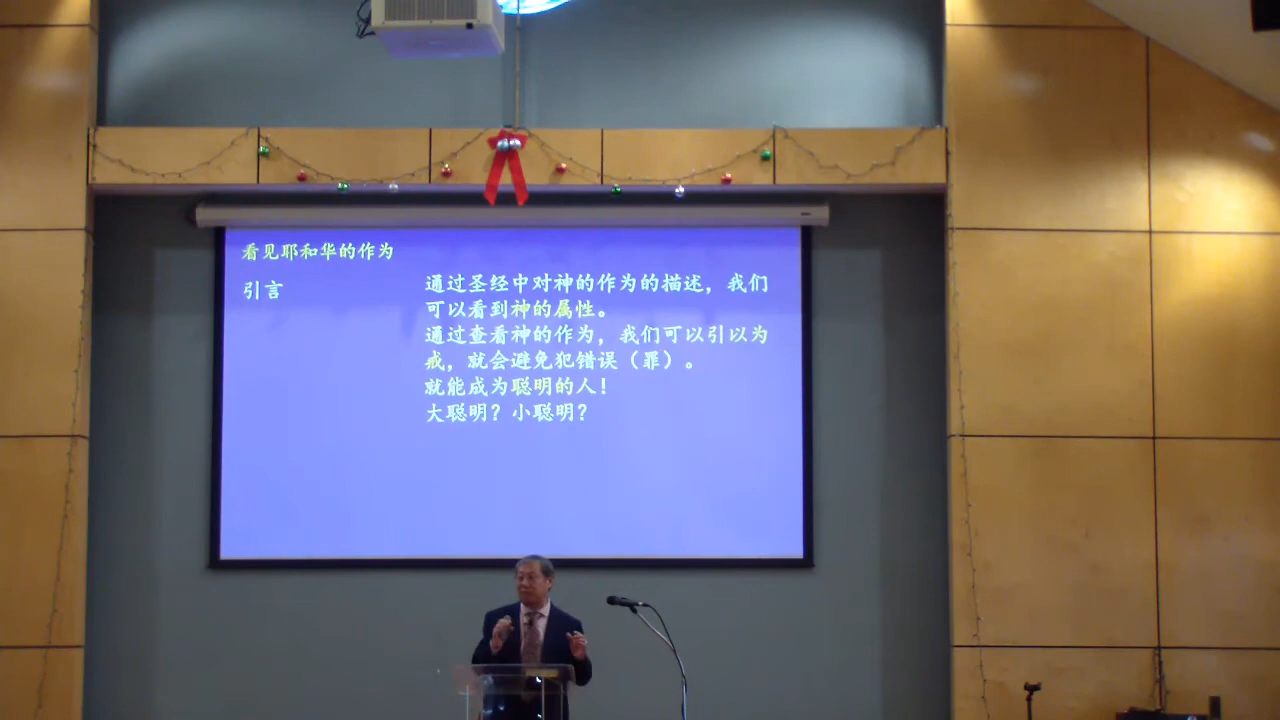 看见耶和华的作为
引言
通过圣经中对神的作为的描述，我们
可以看到神的属性。
通过查看神的作为，我们可以引以为
戒，就会避免犯错误（罪）。
就能成为聪明的人！
大聪明？小聪明？